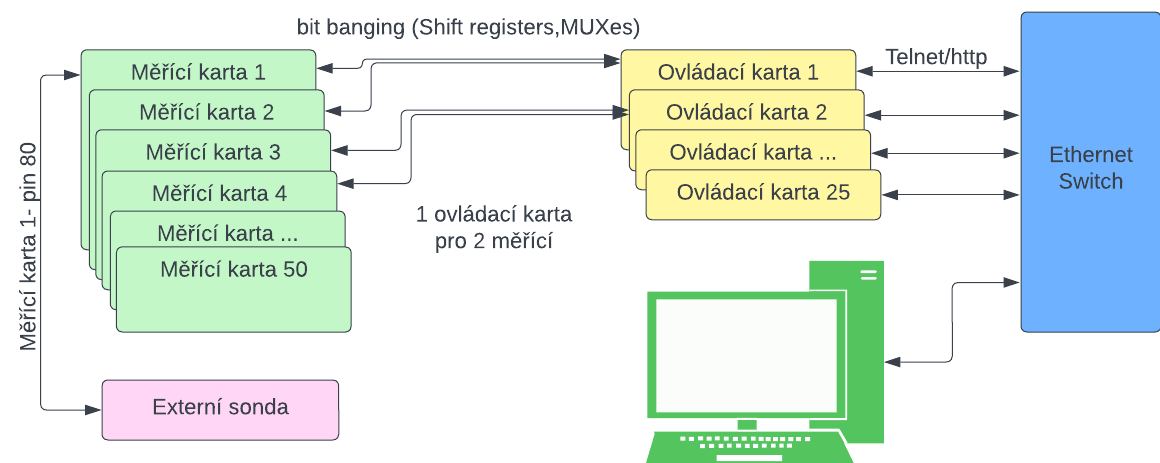 bit banging (Shift registers,MUXes)
Měřící karta 1
Měřící karta 2
Měřící karta 3
Měřící karta 4
Měřící karta ...
Měřící karta 50
Měřící karta 1- pin 80
Externí sonda
1 ovládací karta
pro 2 měřící
Ovládací karta 1
Ovládací karta 2
Ovládací karta ...
Ovládací karta 25
Telnet/http
Ethernet
Switch